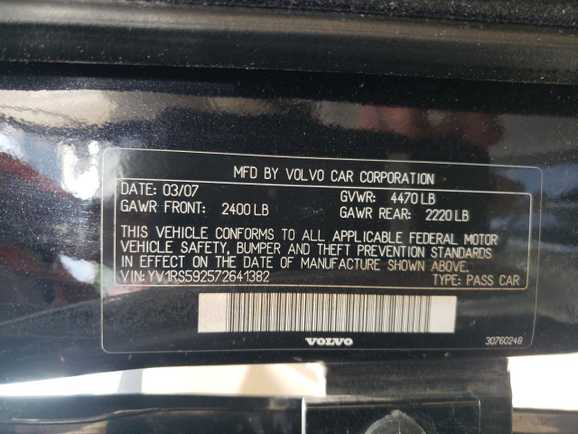 MFD BY VOLVO CAR CORPORATION
DATE: 03/07 GVWR: 4470 LB
GAWR FRONT: 2400 LB GAWR REAR: 2220 LB
THIS VEHICLE CONFORMS TO ALL APPLICABLE FEDERAL MOTOR
VEHICLE SAFETY, BUMPER AND THEFT PREVENTION STANDARDS
IN EFFECT ON THE DATE OF MANUFACTURE SHOWN ABOVE.
VIN: YV1RS592572641382 TYPE: PASS CAR
VOLVO 30760248